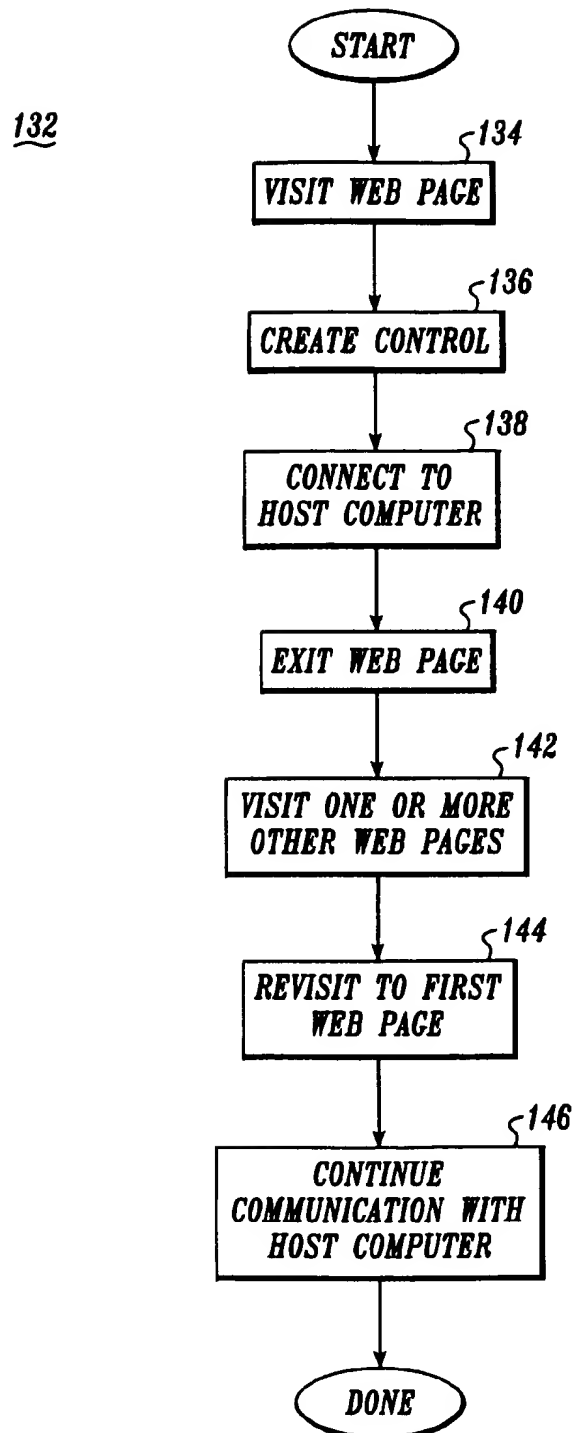 START
132
134
VISIT WEB PAGE
136
CREATE CONTROL
138
CONNECT TO
HOST COMPUTER
140
EXIT WEB PAGE
142
VISIT ONE OR MORE
OTHER WEB PAGES
144
REVISIT TO FIRST
WEB PAGE
146
CONTINUE
COMMUNICATION WITH
HOST COMPUTER
DONE